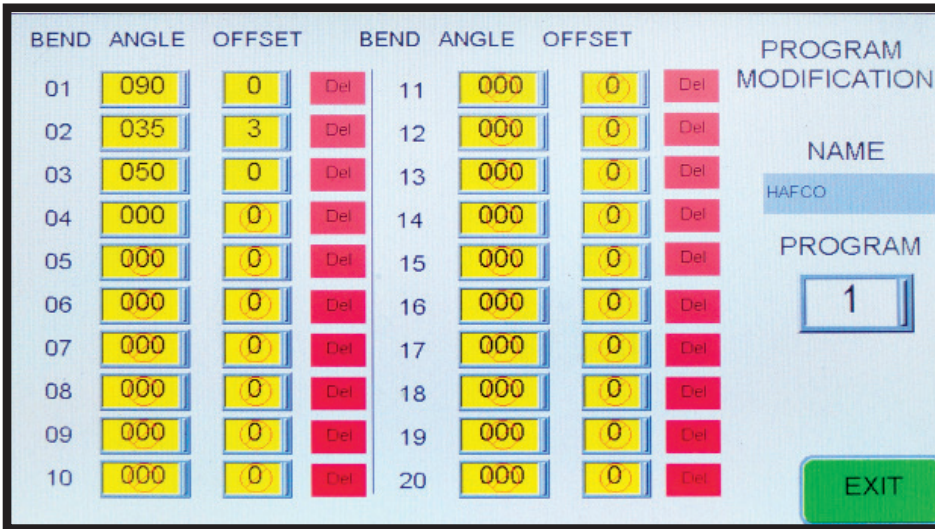 BEND ANGLE OFFSET BEND ANGLE OFFSET
PROGRAM
MODIFICATION
01 090 0 Del 11 000 0 Del
02 035 3 Del 12 000 0 Del
03 050 0 Del 13 000 0 Del
NAME
HAFCO
04 000 0 Del 14 000 0 Del
PROGRAM
05 000 0 Del 15 000 0 Del
06 000 0 Del 16 000 0 Del
1
07 000 0 Del 17 000 0 Del
08 000 0 Del 18 000 0 Del
09 000 0 Del 19 000 0 Del
10 000 0 Del 20 000 0 Del
EXIT